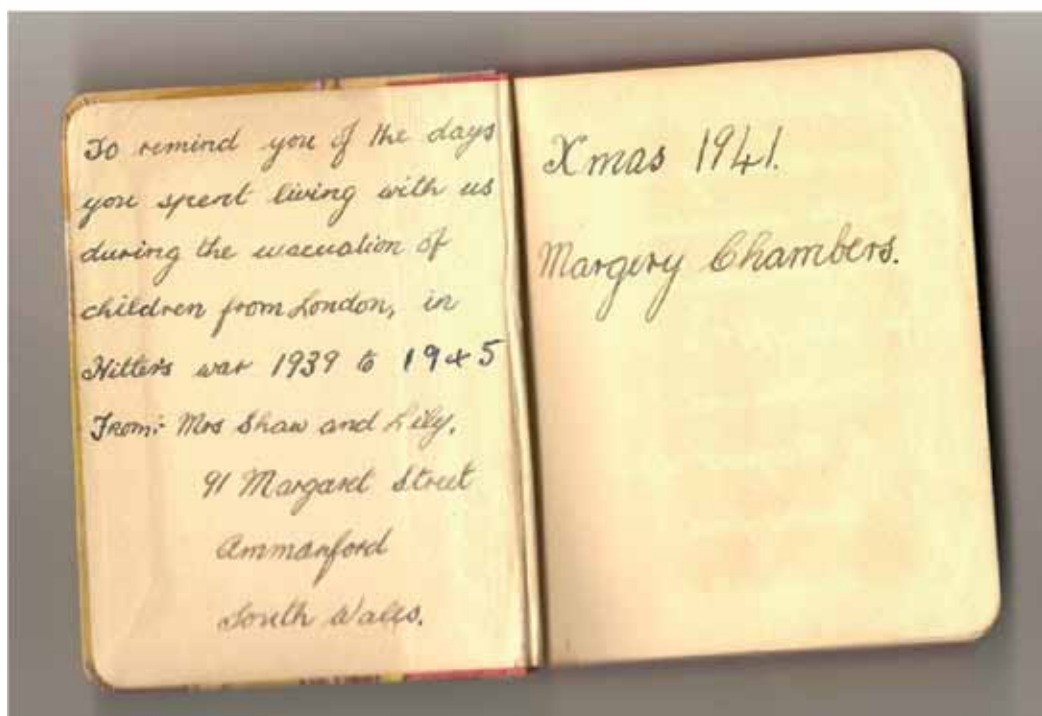 To remind you of the days
you spent living with us
during the evacuation of
children from London, in
Hitler's war 1939 to 1945
From:- Mrs Shaw and Lily.
91 Margaret Street
Ammanford
South Wales.
Xmas 1941.
Margery Chambers.